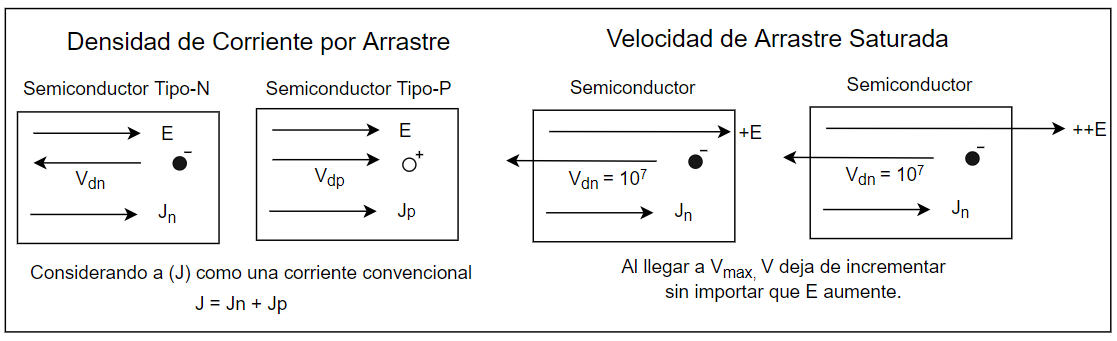 Densidad de Corriente por Arrastre
Semiconductor Tipo-N
E
−
Vdn
Jn
Semiconductor Tipo-P
E
+
Vdp
Jp
Considerando a (J) como una corriente convencional
J = Jn + Jp
Velocidad de Arrastre Saturada
Semiconductor
+E
−
Vdn = 10⁷
Jn
Semiconductor
++E
−
Vdn = 10⁷
Jn
Al llegar a Vmax, V deja de incrementar
sin importar que E aumente.